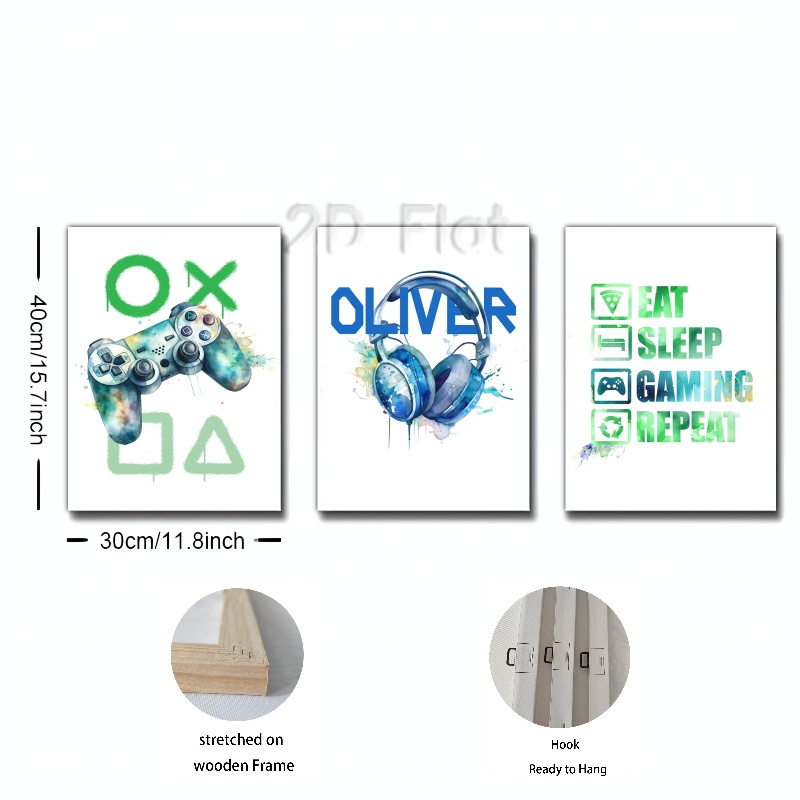 2D Flat
40cm/15.7inch
OX
OLIVER
EAT
SLEEP
GAMING
REPEAT
30cm/11.8inch
stretched on
wooden Frame
Hook
Ready to Hang